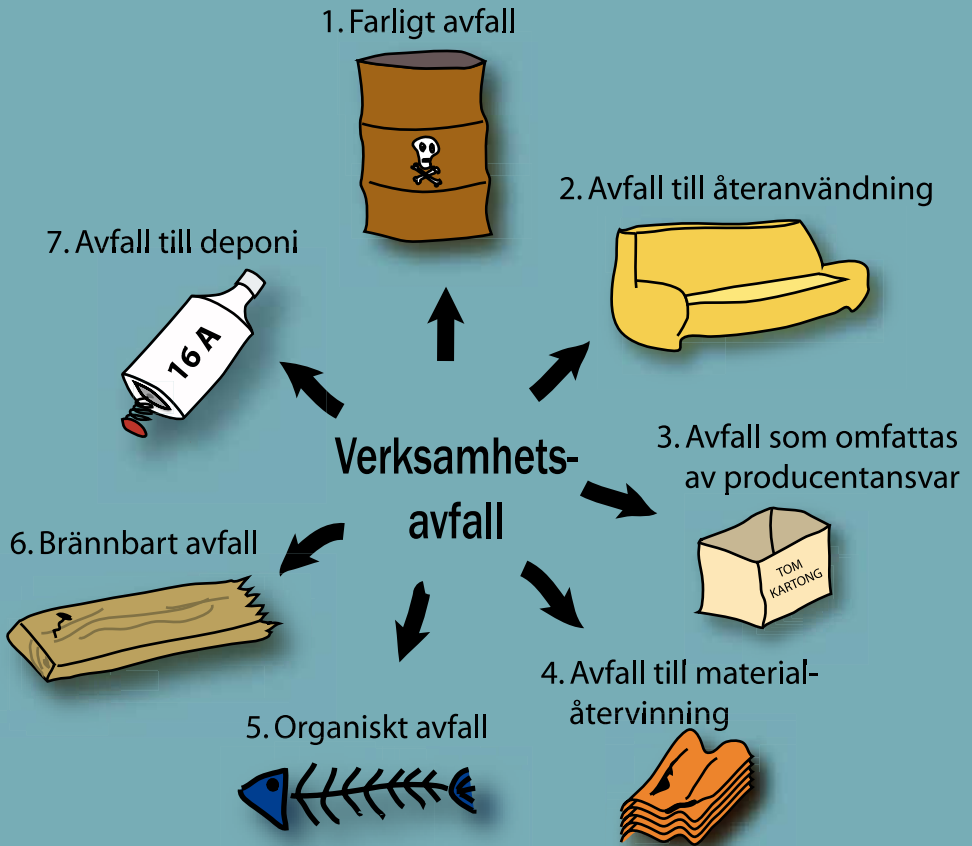 1. Farligt avfall
2. Avfall till återanvändning
7. Avfall till deponi
16 A
Verksamhets-
avfall
3. Avfall som omfattas
av producentansvar
TOM
KARTONG
6. Brännbart avfall
4. Avfall till material-
återvinning
5. Organiskt avfall